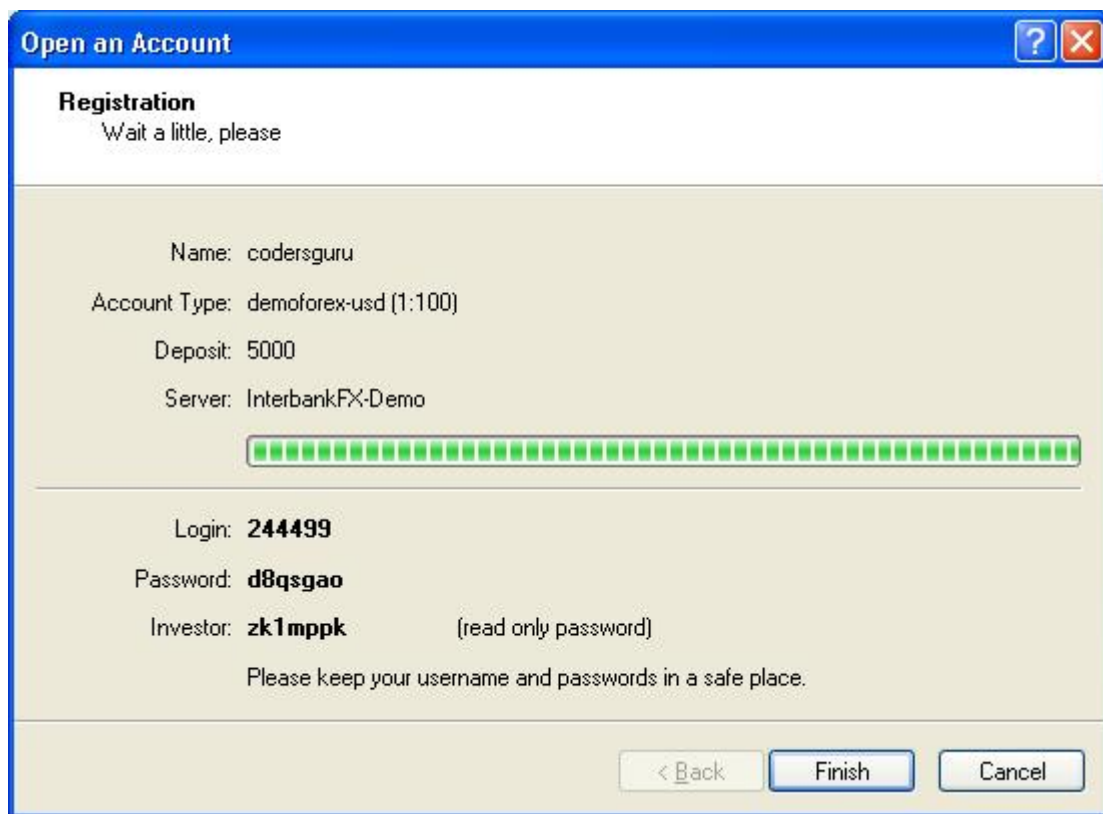 Open an Account
Registration
Wait a little, please
Name: codersguru
Account Type: demoforex-usd (1:100)
Deposit: 5000
Server: InterbankFX-Demo
Login: 244499
Password: d8qsgao
Investor: zk1mppk (read only password)
Please keep your username and passwords in a safe place.
< Back Finish Cancel